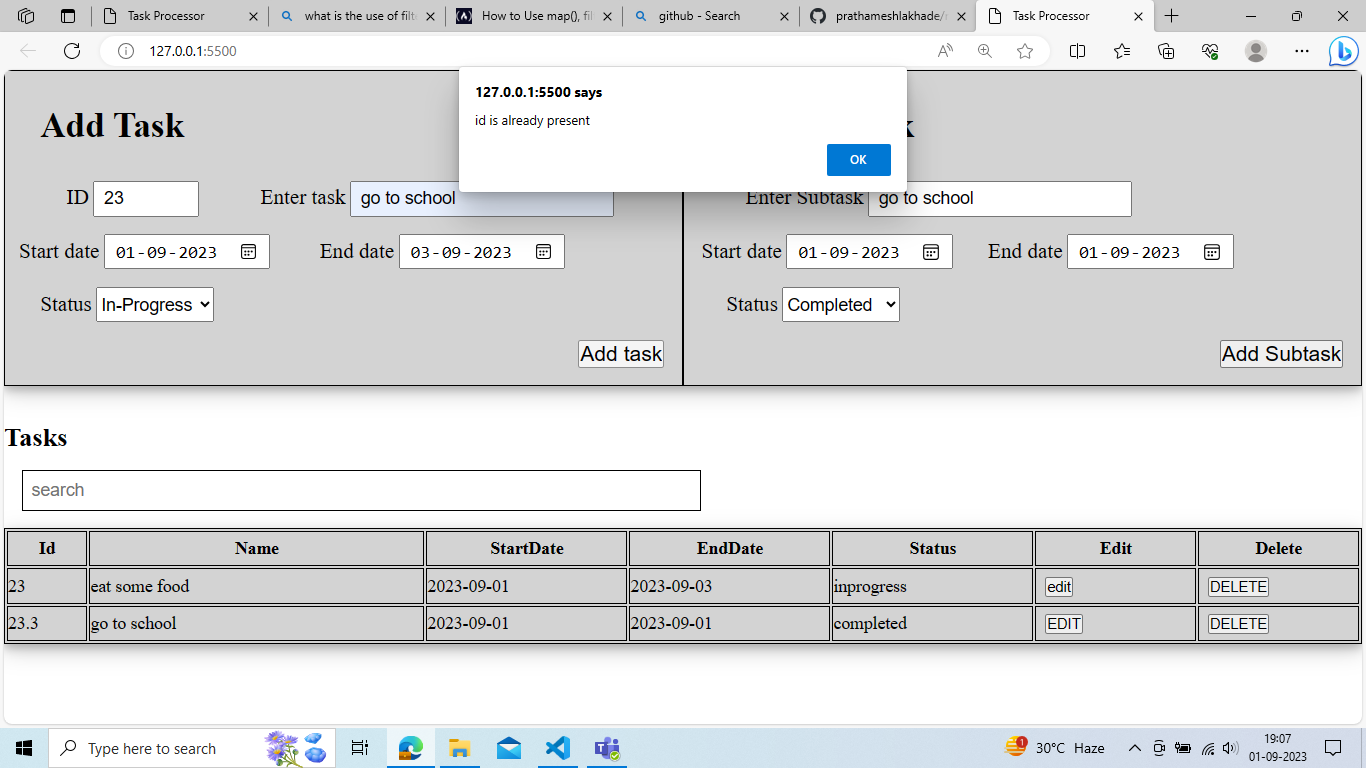 Task Processor
what is the use of filt
How to Use map(), fil
github - Search
prathameshlakhade/
Task Processor
127.0.0.1:5500
127.0.0.1:5500 says
id is already present
OK
Add Task
k
ID 23 Enter task go to school
Enter Subtask go to school
Start date 01-09-2023 End date 03-09-2023
Start date 01-09-2023 End date 01-09-2023
Status In-Progress
Status Completed
Add task
Add Subtask
Tasks
search
Id Name StartDate EndDate Status Edit Delete
23 eat some food 2023-09-01 2023-09-03 inprogress edit DELETE
23.3 go to school 2023-09-01 2023-09-01 completed EDIT DELETE
Type here to search
1
30°C Haze
19:07
01-09-2023